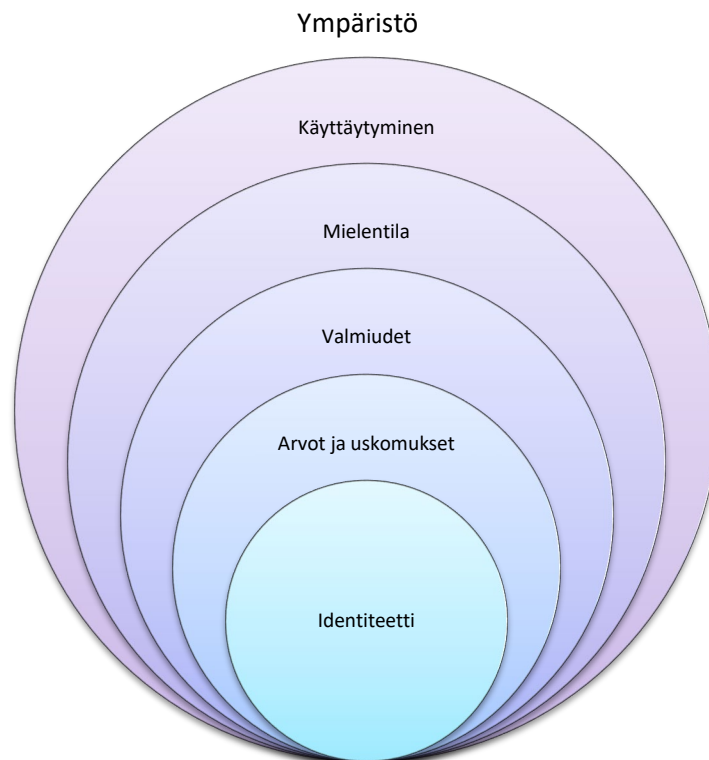 Ympäristö
Käyttäytyminen
Mielentila
Valmiudet
Arvot ja uskomukset
Identiteetti